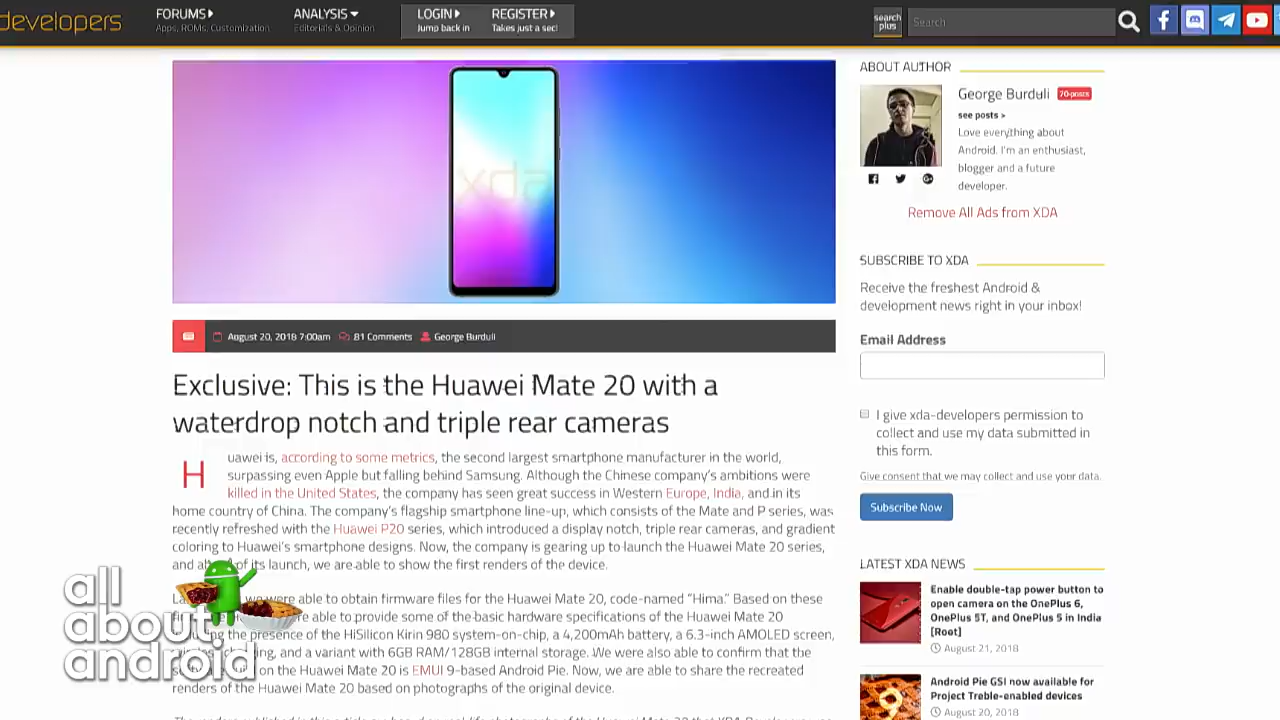 developers
FORUMS
Apps, ROMs, Customization
ANALYSIS
Editorials & Opinion
LOGIN
Jump back in
REGISTER
Takes just a sec!
search
plus
Search
xda
August 20, 2018 7:00am
81 Comments
George Burduli
Exclusive: This is the Huawei Mate 20 with a
waterdrop notch and triple rear cameras
Huawei is, according to some metrics, the second largest smartphone manufacturer in the world,
surpassing even Apple but falling behind Samsung. Although the Chinese company's ambitions were
killed in the United States, the company has seen great success in Western Europe, India, and in its
home country of China. The company's flagship smartphone line-up, which consists of the Mate and P series, was
recently refreshed with the Huawei P20 series, which introduced a display notch, triple rear cameras, and gradient
coloring to Huawei's smartphone designs. Now, the company is gearing up to launch the Huawei Mate 20 series,
and of its launch, we are able to show the first renders of the device.
we were able to obtain firmware files for the Huawei Mate 20, code-named "Hima." Based on these
able to provide some of the basic hardware specifications of the Huawei Mate 20
the presence of the HiSilicon Kirin 980 system-on-chip, a 4,200mAh battery, a 6.3-inch AMOLED screen,
and a variant with 6GB RAM/128GB internal storage. We were also able to confirm that the
on the Huawei Mate 20 is EMUI 9-based Android Pie. Now, we are able to share the recreated
renders of the Huawei Mate 20 based on photographs of the original device.
all
about
android
ABOUT AUTHOR
George Burduli
70 posts
see posts >
Love everything about
Android. I'm an enthusiast,
blogger and a future
developer.
Remove All Ads from XDA
SUBSCRIBE TO XDA
Receive the freshest Android &
development news right in your inbox!
Email Address
I give xda-developers permission to
collect and use my data submitted in
this form.
Give consent that we may collect and use your data.
Subscribe Now
LATEST XDA NEWS
Enable double-tap power button to
open camera on the OnePlus 6,
OnePlus 5T, and OnePlus 5 in India
[Root]
August 21, 2018
Android Pie GSI now available for
Project Treble-enabled devices
August 20, 2018